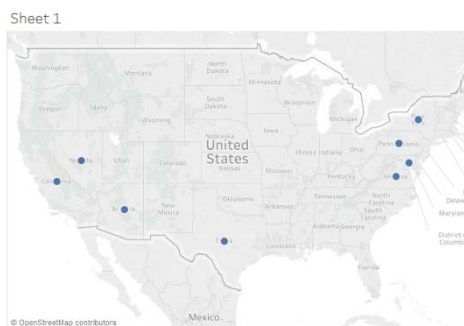 Sheet 1
Washington
Montana
North
Dakota
Minnesota
Oregon
Idaho
South
Dakota
Wisconsin
Michigan
Wyoming
Nebraska
Iowa
Pennsylvania
United
States
Illinois
Indiana
Ohio
Utah
Colorado
Kansas
Missouri
Kentucky
Oklahoma
Tennessee
North
Carolina
New
Mexico
Arkansas
South
Carolina
Alabama
Georgia
Louisiana
Florida
Mexico
Delaw
Marylan
District o
Columbi
© OpenStreetMap contributors